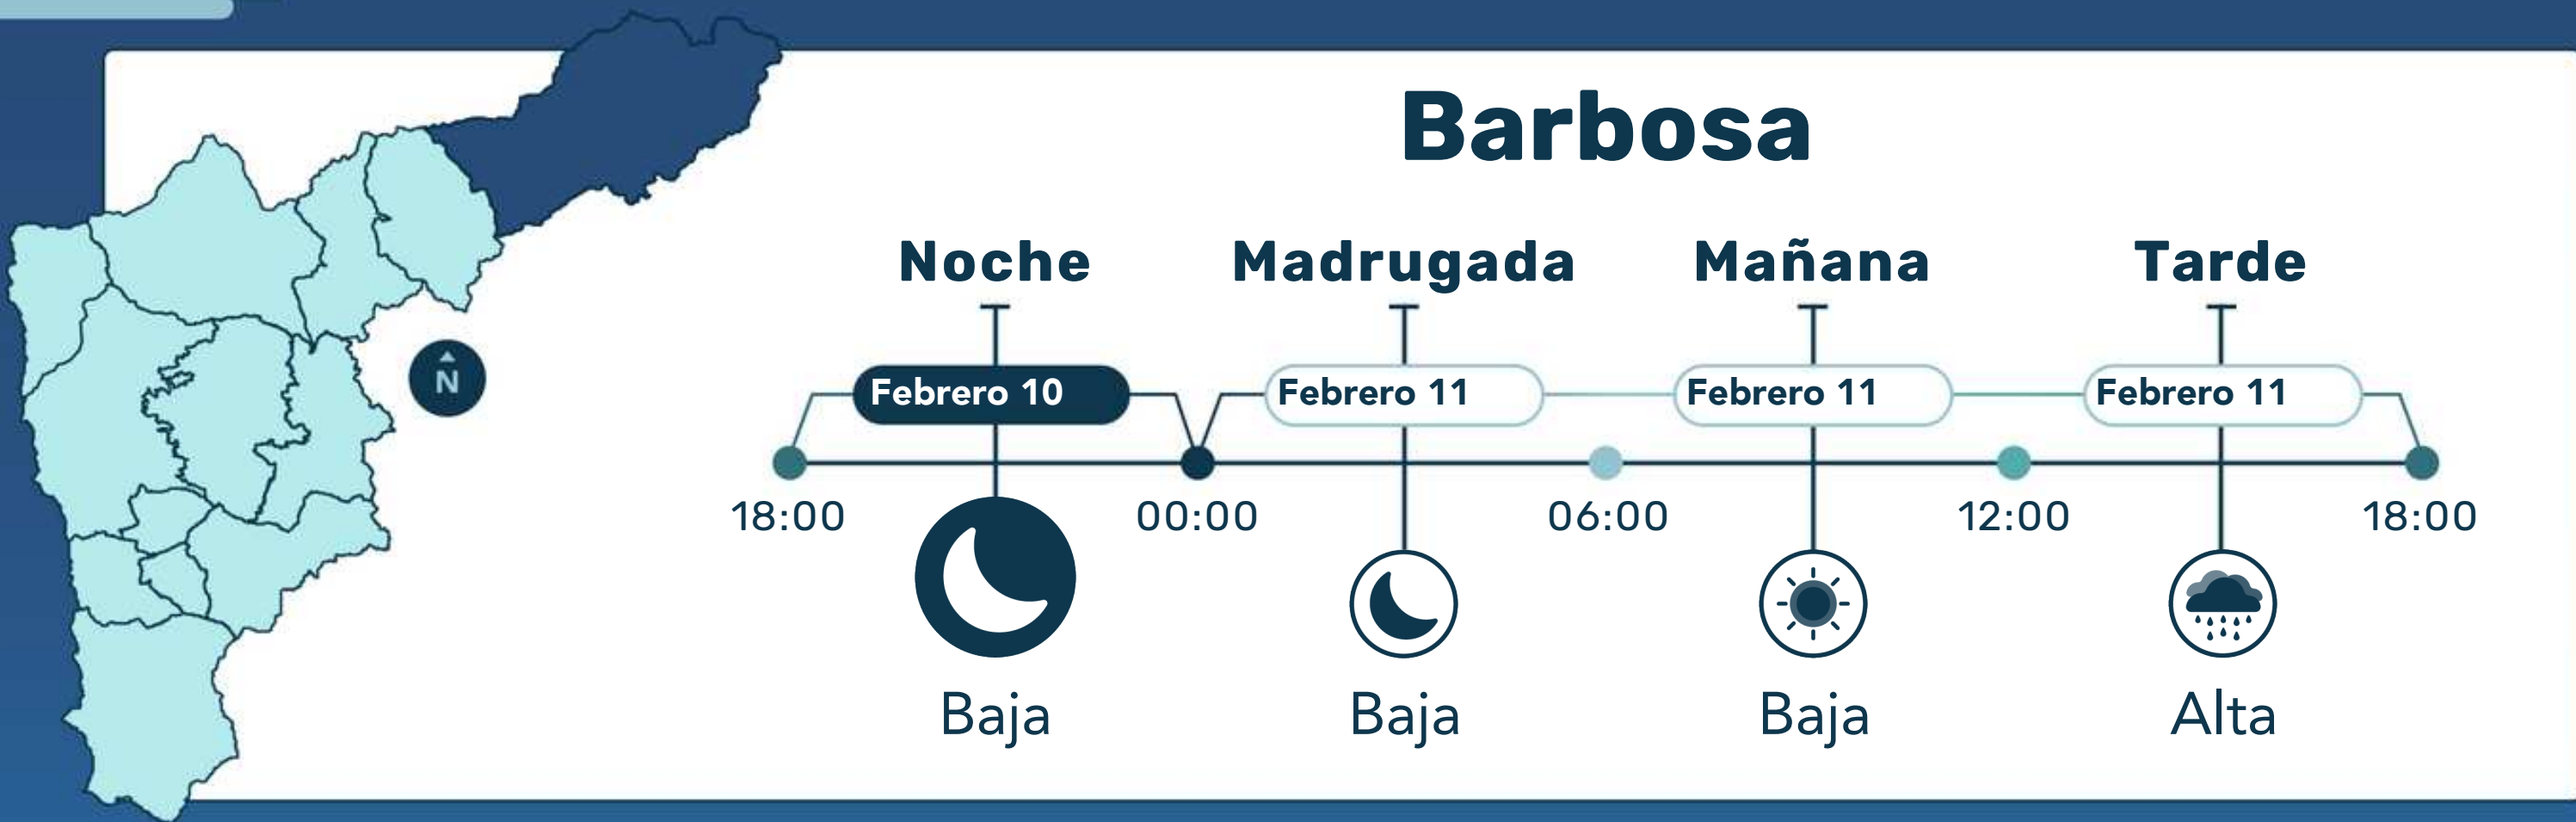 Barbosa
Noche Madrugada Mañana Tarde
Febrero 10 Febrero 11 Febrero 11 Febrero 11
N
18:00 00:00 06:00 12:00 18:00
Baja Baja Baja Alta